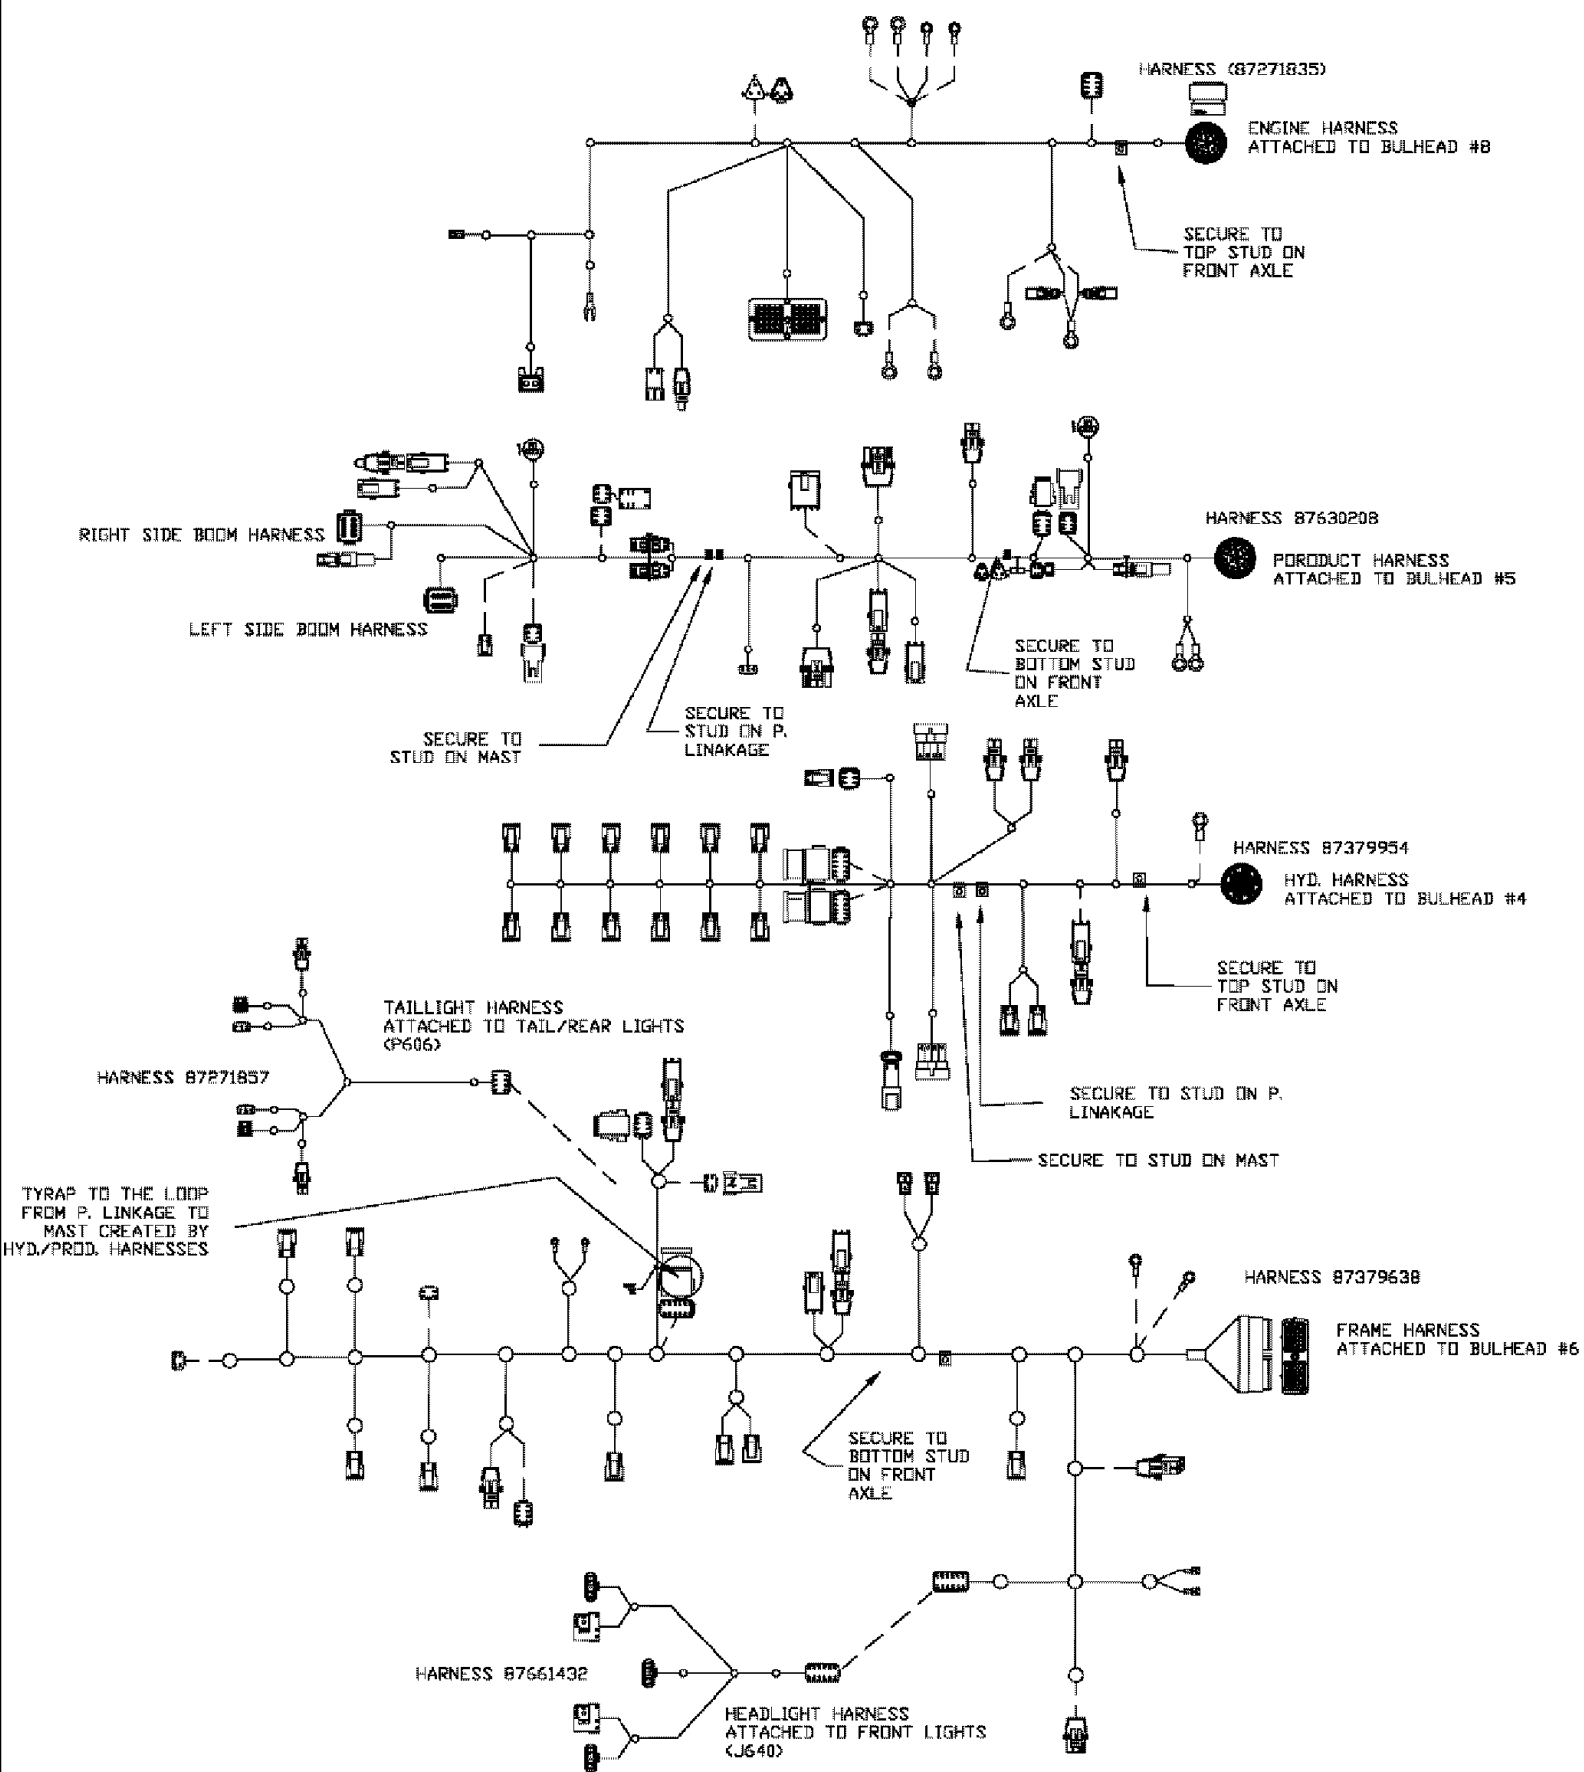 HARNESS (87271835)
ENGINE HARNESS
ATTACHED TO BULHEAD #8
SECURE TO
TOP STUD ON
FRONT AXLE
RIGHT SIDE BOOM HARNESS
LEFT SIDE BOOM HARNESS
HARNESS 87630208
PORODUCT HARNESS
ATTACHED TO BULHEAD #5
SECURE TO
BOTTOM STUD
ON FRONT
AXLE
SECURE TO
STUD ON P.
LINAKAGE
SECURE TO
STUD ON MAST
HARNESS 87379954
HYD. HARNESS
ATTACHED TO BULHEAD #4
SECURE TO
TOP STUD ON
FRONT AXLE
TAILLIGHT HARNESS
ATTACHED TO TAIL/REAR LIGHTS
(P606)
HARNESS 87271857
SECURE TO STUD ON P.
LINAKAGE
SECURE TO STUD ON MAST
TYRAP TO THE LOOP
FROM P. LINKAGE TO
MAST CREATED BY
HYD./PROD. HARNESSES
HARNESS 87379638
FRAME HARNESS
ATTACHED TO BULHEAD #6
SECURE TO
BOTTOM STUD
ON FRONT
AXLE
HARNESS 87661432
HEADLIGHT HARNESS
ATTACHED TO FRONT LIGHTS
(J640)